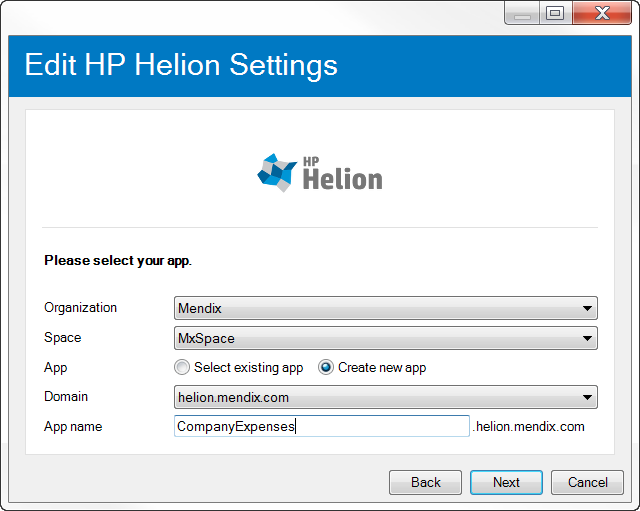 Edit HP Helion Settings
HP
Helion
Please select your app.
Organization Mendix
Space MxSpace
App Select existing app Create new app
Domain helion.mendix.com
App name CompanyExpenses .helion.mendix.com
Back Next Cancel